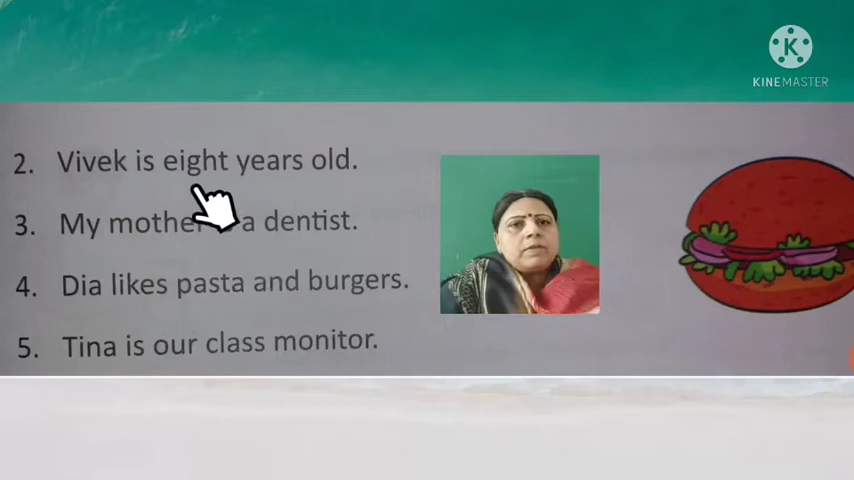 K
KINEMASTER
2. Vivek is eight years old.
3. My mother a dentist.
4. Dia likes pasta and burgers.
5. Tina is our class monitor.